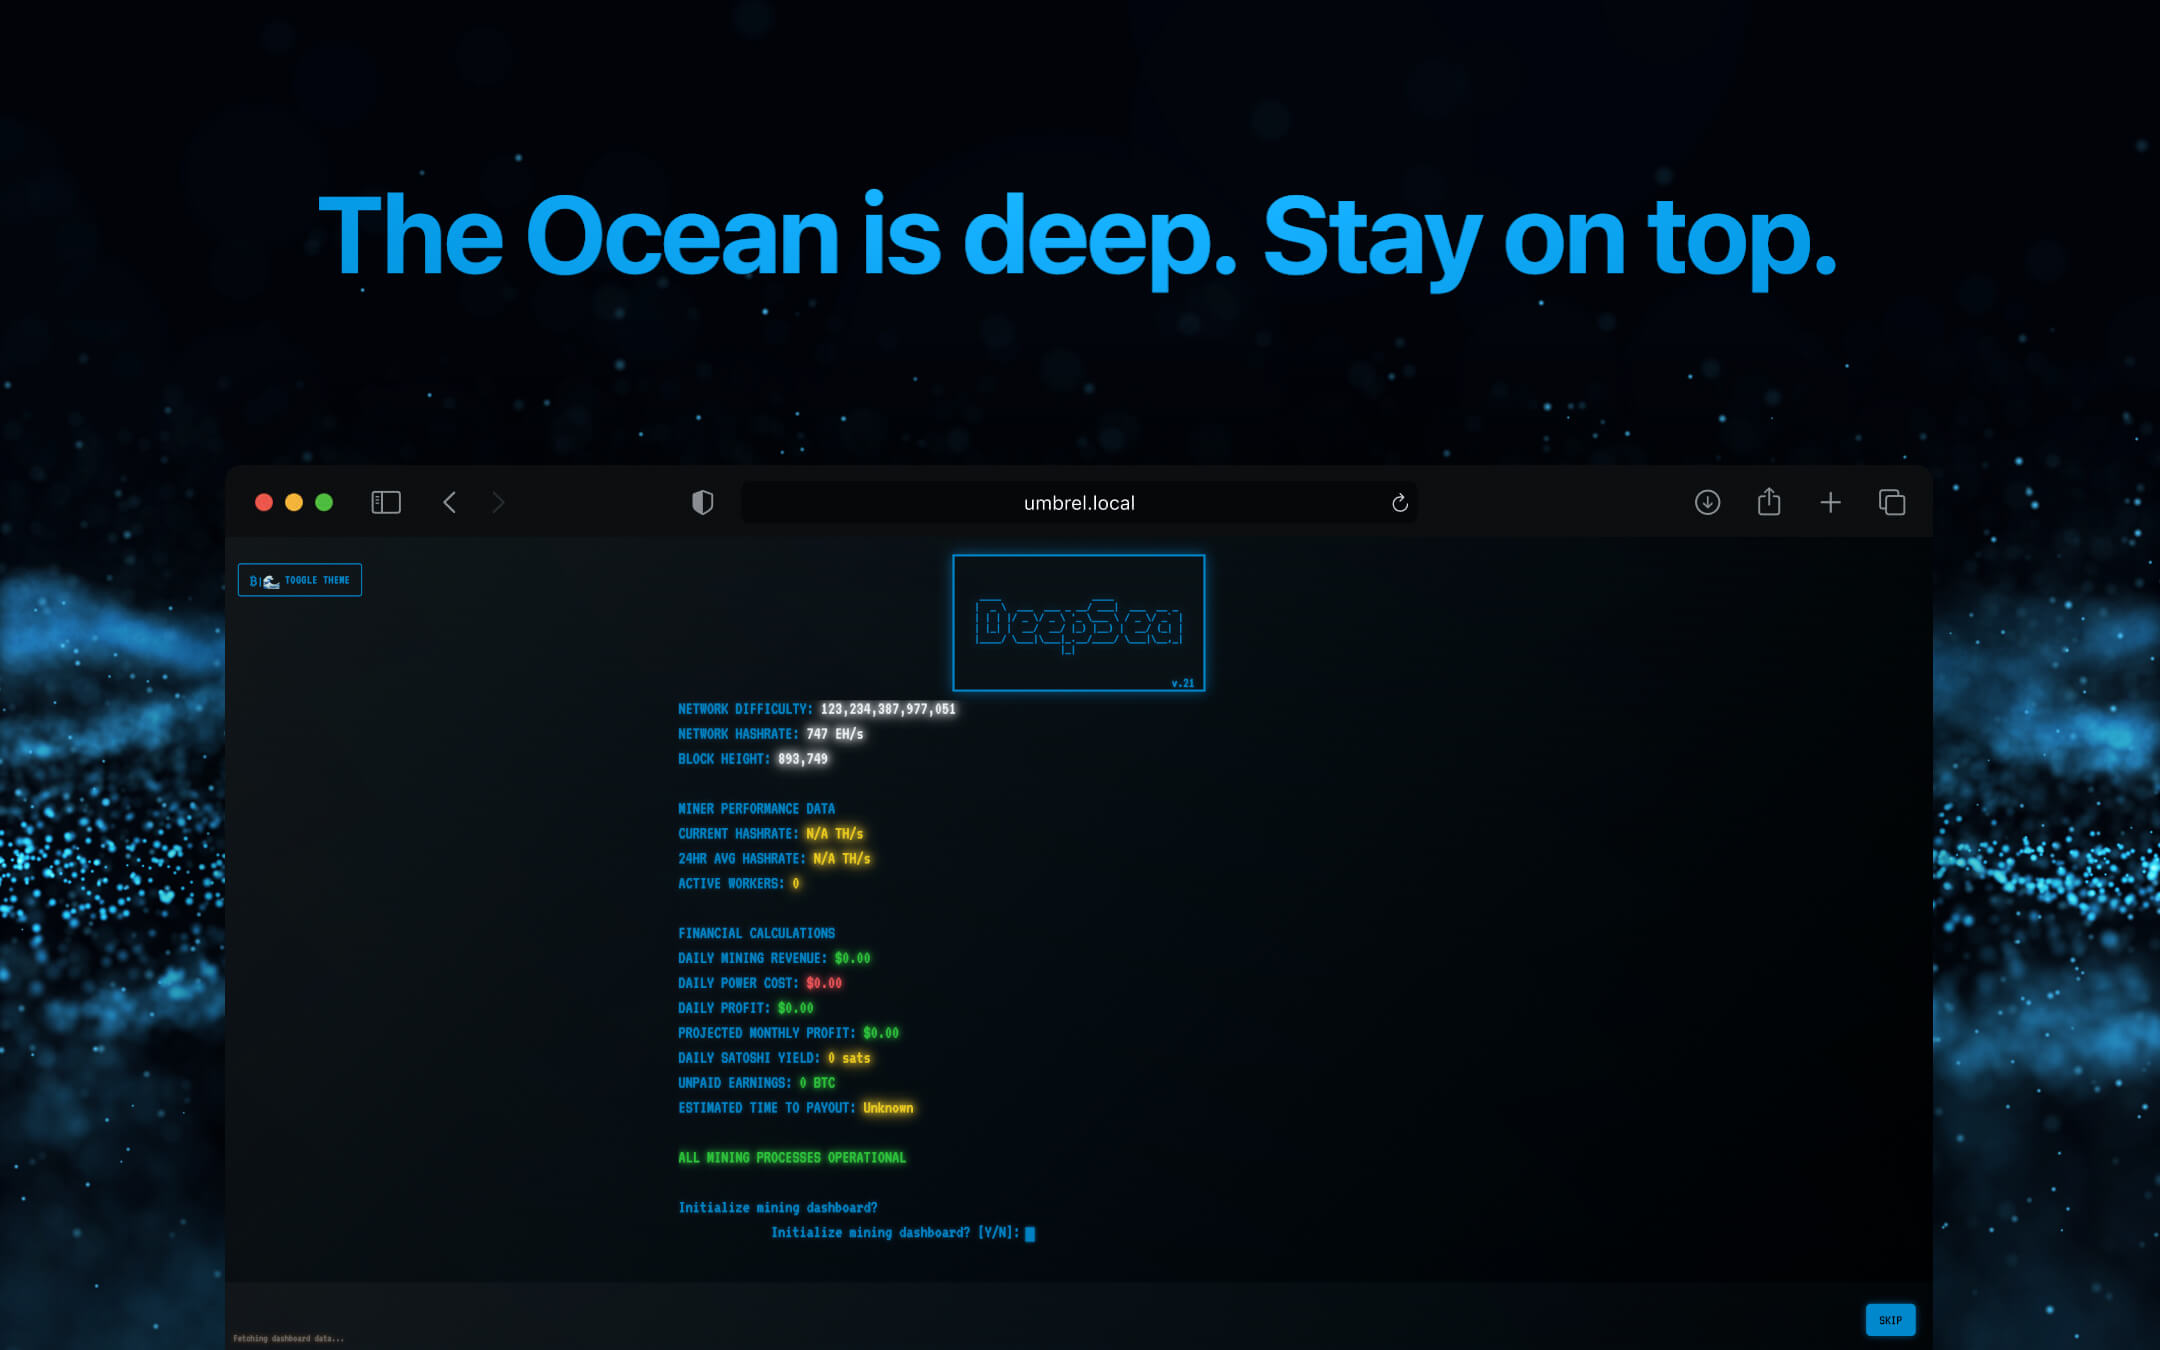 The Ocean is deep. Stay on top.
umbrel.local
₿|🌊 TOGGLE THEME
DeepSea
v.21
NETWORK DIFFICULTY: 123,234,387,977,051
NETWORK HASHRATE: 747 EH/s
BLOCK HEIGHT: 893,749
MINER PERFORMANCE DATA
CURRENT HASHRATE: N/A TH/s
24HR AVG HASHRATE: N/A TH/s
ACTIVE WORKERS: 0
FINANCIAL CALCULATIONS
DAILY MINING REVENUE: $0.00
DAILY POWER COST: $0.00
DAILY PROFIT: $0.00
PROJECTED MONTHLY PROFIT: $0.00
DAILY SATOSHI YIELD: 0 sats
UNPAID EARNINGS: 0 BTC
ESTIMATED TIME TO PAYOUT: Unknown
ALL MINING PROCESSES OPERATIONAL
Initialize mining dashboard?
Initialize mining dashboard? [Y/N]:
SKIP
Fetching dashboard data...